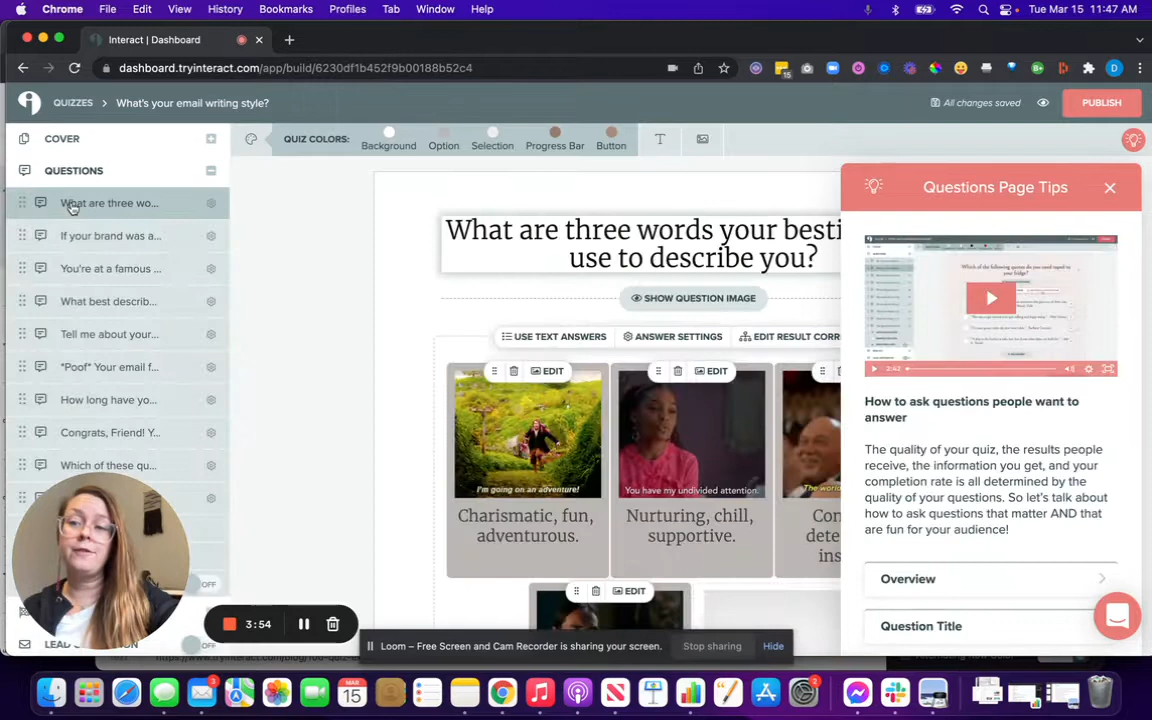 Chrome File Edit View History Bookmarks Profiles Tab Window Help Tue Mar 15 11:47 AM
Interact | Dashboard
dashboard.tryinteract.com/app/build/6230df1b452f9b00188b52c4
15
D
QUIZZES > What's your email writing style? All changes saved PUBLISH
COVER
QUIZ COLORS: Background Option Selection Progress Bar Button
QUESTIONS
What are three wo...
If your brand was a...
You're at a famous ...
What best describ...
Tell me about your...
*Poof* Your email f...
How long have yo...
Congrats, Friend! Y...
Which of these qu...
OFF
OFF
What are three words your besti
use to describe you?
SHOW QUESTION IMAGE
USE TEXT ANSWERS ANSWER SETTINGS EDIT RESULT CORR
EDIT EDIT
I'm going on an adventure!
You have my undivided attention.
Charismatic, fun,
adventurous.
Nurturing, chill,
supportive.
Con
dete
ins
EDIT
Questions Page Tips
2:42
How to ask questions people want to
answer
The quality of your quiz, the results people
receive, the information you get, and your
completion rate is all determined by the
quality of your questions. So let's talk about
how to ask questions that matter AND that
are fun for your audience!
Overview
Question Title
3:54
Loom – Free Screen and Cam Recorder is sharing your screen. Stop sharing Hide
3
MAR
15
2